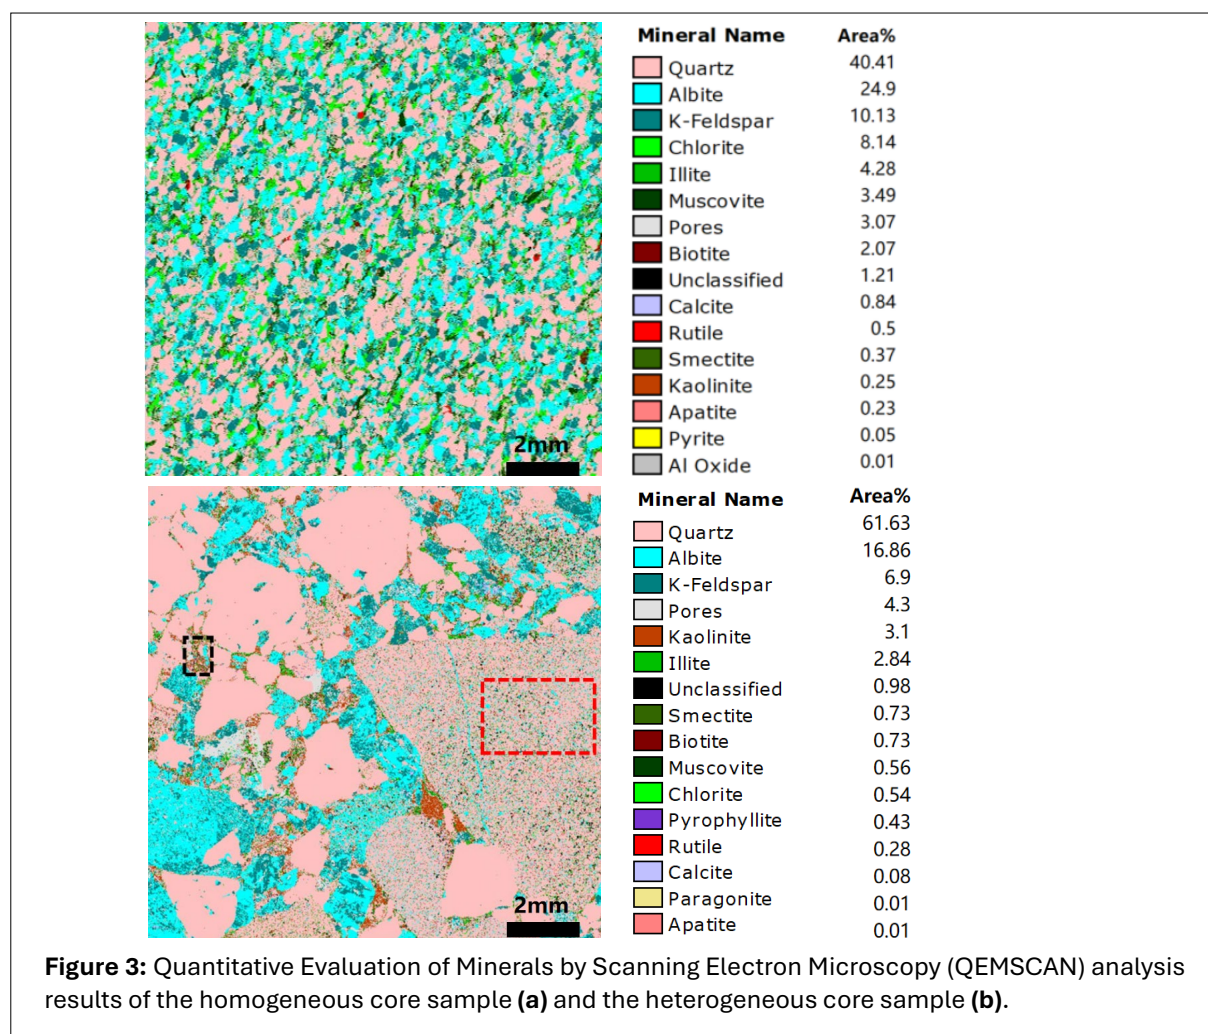 Mineral Name Area%
Quartz 40.41
Albite 24.9
K-Feldspar 10.13
Chlorite 8.14
Illite 4.28
Muscovite 3.49
Pores 3.07
Biotite 2.07
Unclassified 1.21
Calcite 0.84
Rutile 0.5
Smectite 0.37
Kaolinite 0.25
Apatite 0.23
Pyrite 0.05
Al Oxide 0.01
2mm
Mineral Name Area%
Quartz 61.63
Albite 16.86
K-Feldspar 6.9
Pores 4.3
Kaolinite 3.1
Illite 2.84
Unclassified 0.98
Smectite 0.73
Biotite 0.73
Muscovite 0.56
Chlorite 0.54
Pyrophyllite 0.43
Rutile 0.28
Calcite 0.08
Paragonite 0.01
Apatite 0.01
2mm
Figure 3: Quantitative Evaluation of Minerals by Scanning Electron Microscopy (QEMSCAN) analysis
results of the homogeneous core sample (a) and the heterogeneous core sample (b).